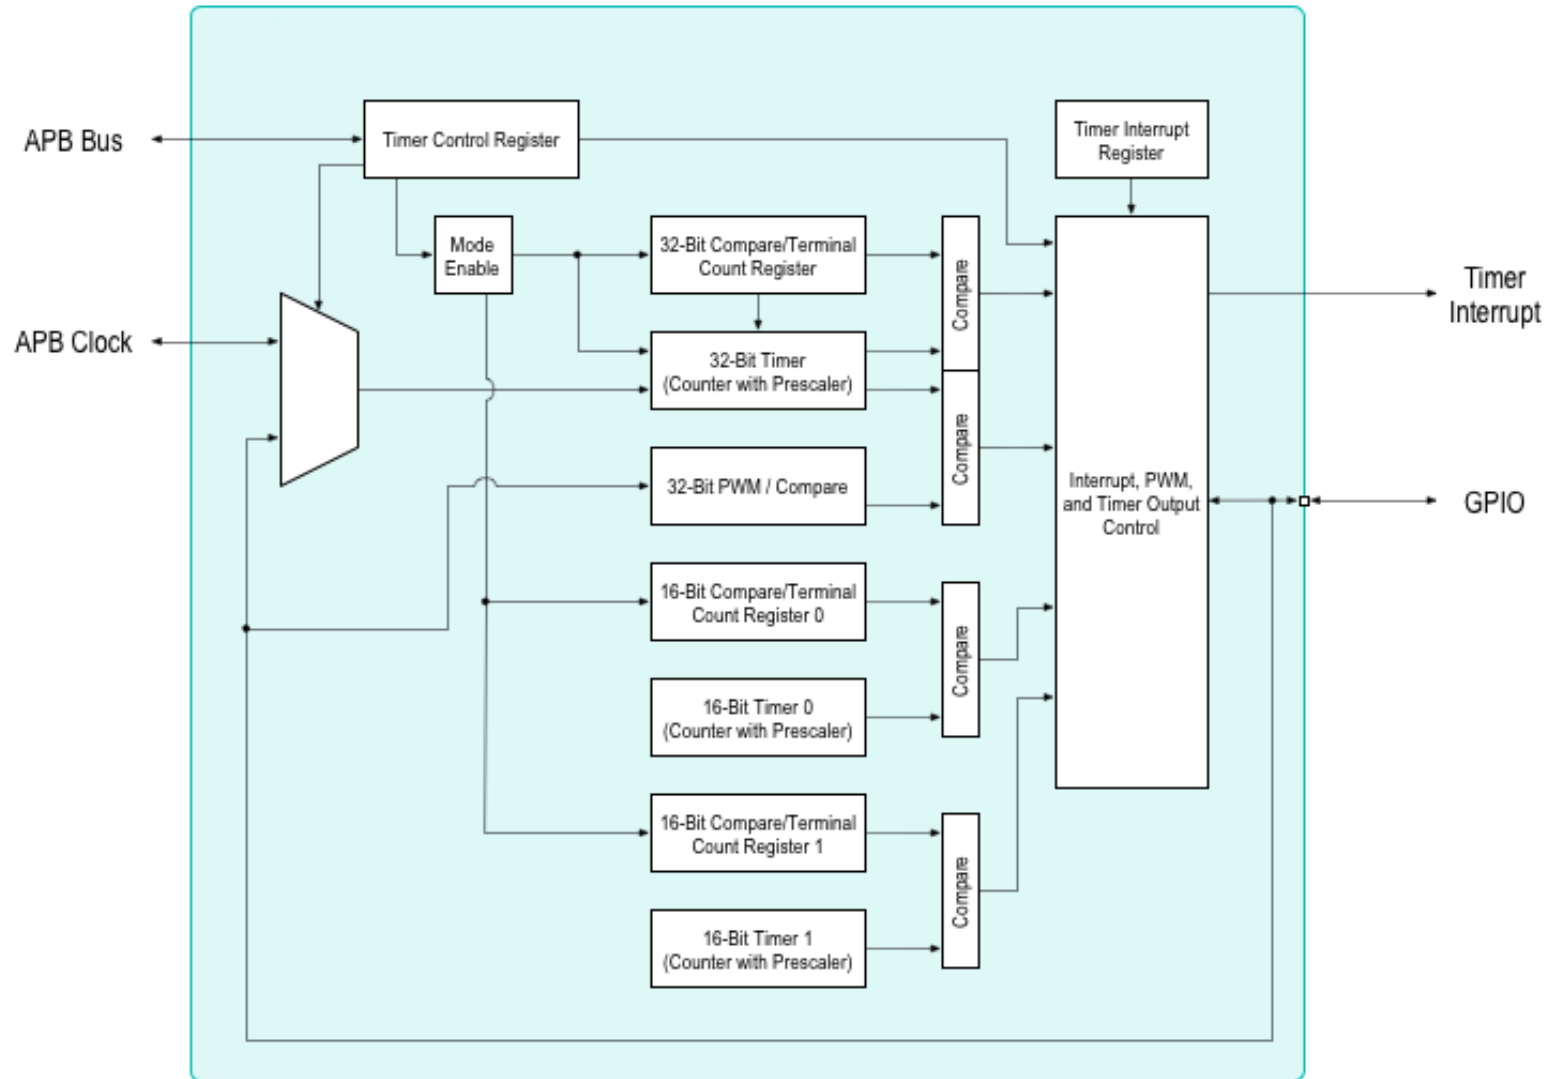 APB Bus
Timer Control Register
Timer Interrupt
Register
Mode
Enable
32-Bit Compare/Terminal
Count Register
Compare
Timer
Interrupt
APB Clock
32-Bit Timer
(Counter with Prescaler)
Compare
32-Bit PWM / Compare
Interrupt, PWM,
and Timer Output
Control
GPIO
16-Bit Compare/Terminal
Count Register 0
Compare
16-Bit Timer 0
(Counter with Prescaler)
16-Bit Compare/Terminal
Count Register 1
Compare
16-Bit Timer 1
(Counter with Prescaler)